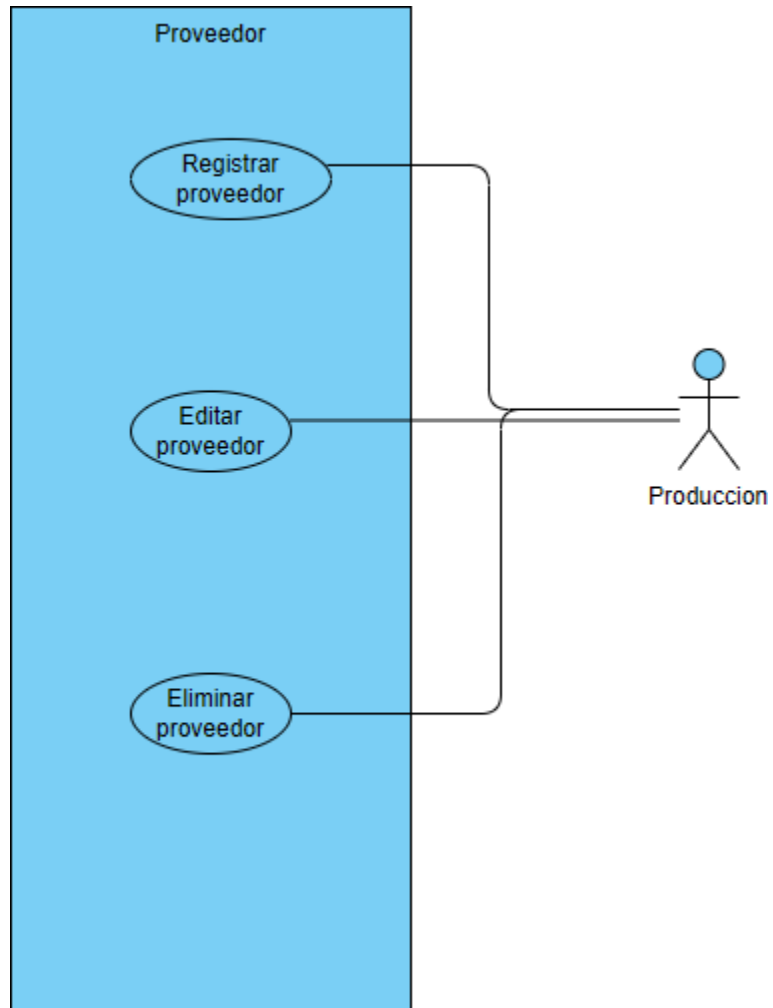 Proveedor
Registrar
proveedor
Editar
proveedor
Produccion
Eliminar
proveedor